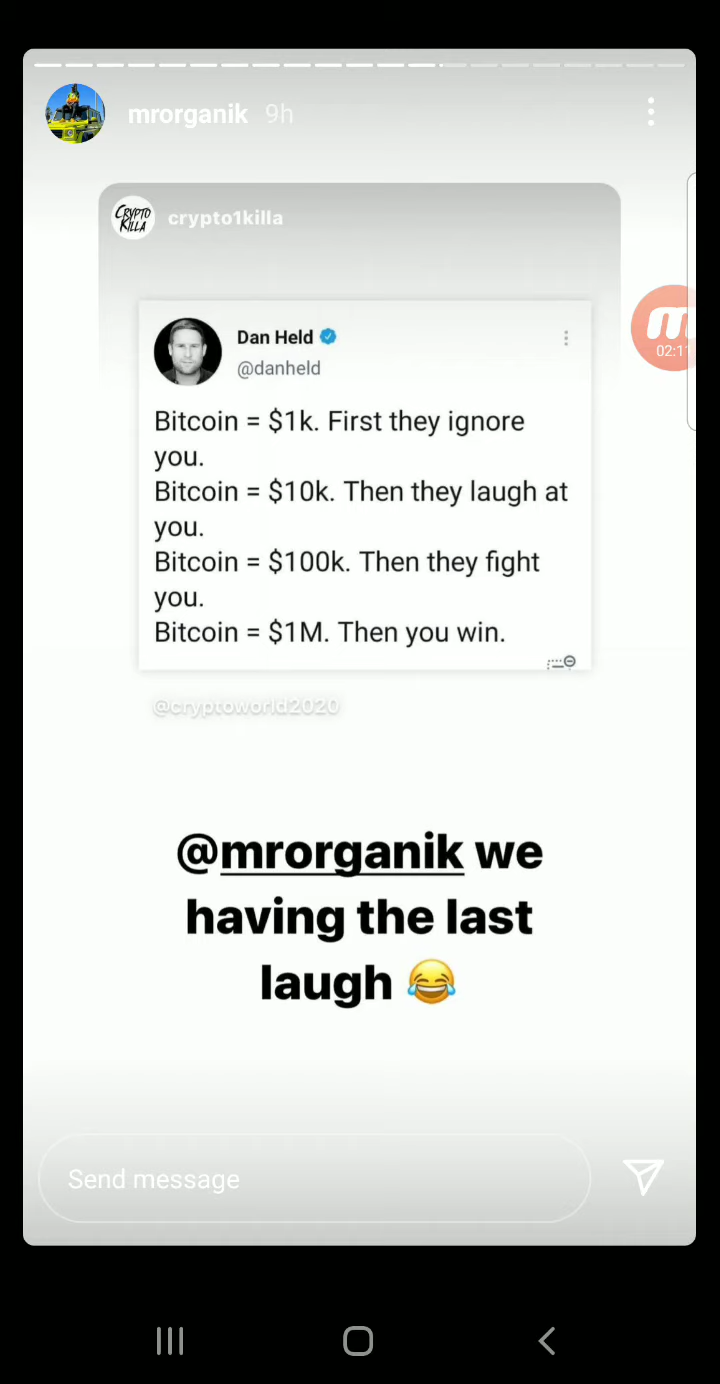 mrorganik 9h
CRYPTO
KILLA
crypto1killa
Dan Held
@danheld
02:11
Bitcoin = $1k. First they ignore
you.
Bitcoin = $10k. Then they laugh at
you.
Bitcoin = $100k. Then they fight
you.
Bitcoin = $1M. Then you win.
@cryptoworld2020
@mrorganik we
having the last
laugh 😂
Send message